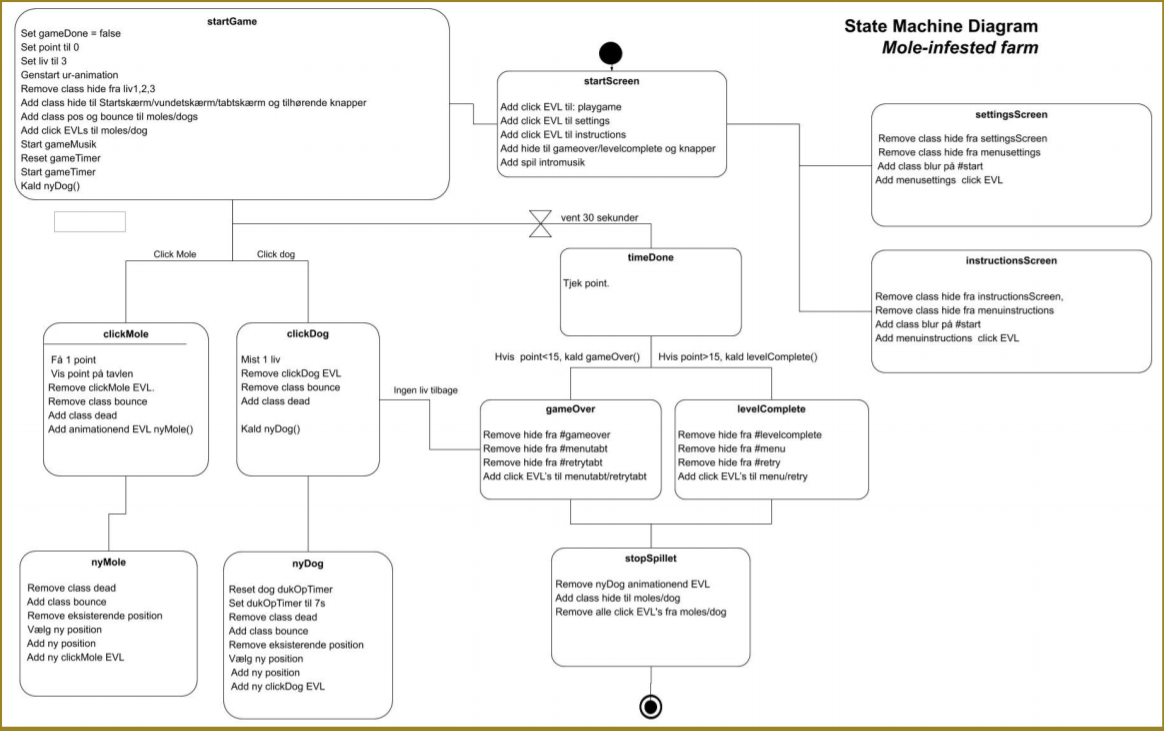 State Machine Diagram
Mole-infested farm
startGame
Set gameDone = false
Set point til 0
Set liv til 3
Genstart ur-animation
Remove class hide fra liv1,2,3
Add class hide til Startskærm/vundetskærm/tabtskærm og tilhørende knapper
Add class pos og bounce til moles/dogs
Add click EVLs til moles/dog
Start gameMusik
Reset gameTimer
Start gameTimer
Kald nyDog()
startScreen
Add click EVL til: playgame
Add click EVL til settings
Add click EVL til instructions
Add hide til gameover/levelcomplete og knapper
Add spil intromusik
settingsScreen
Remove class hide fra settingsScreen
Remove class hide fra menusettings
Add class blur på #start
Add menusettings click EVL
instructionsScreen
Remove class hide fra instructionsScreen,
Remove class hide fra menuinstructions
Add class blur på #start
Add menuinstructions click EVL
vent 30 sekunder
timeDone
Tjek point.
Click Mole
Click dog
clickMole
Få 1 point
Vis point på tavlen
Remove clickMole EVL.
Remove class bounce
Add class dead
Add animationend EVL nyMole()
clickDog
Mist 1 liv
Remove clickDog EVL
Remove class bounce
Add class dead
Kald nyDog()
Ingen liv tilbage
Hvis point<15, kald gameOver()
Hvis point>15, kald levelComplete()
gameOver
Remove hide fra #gameover
Remove hide fra #menutabt
Remove hide fra #retrytabt
Add click EVL's til menutabt/retrytabt
levelComplete
Remove hide fra #levelcomplete
Remove hide fra #menu
Remove hide fra #retry
Add click EVL's til menu/retry
nyMole
Remove class dead
Add class bounce
Remove eksisterende position
Vælg ny position
Add ny position
Add ny clickMole EVL
nyDog
Reset dog dukOpTimer
Set dukOpTimer til 7s
Remove class dead
Add class bounce
Remove eksisterende position
Vælg ny position
Add ny position
Add ny clickDog EVL
stopSpillet
Remove nyDog animationend EVL
Add class hide til moles/dog
Remove alle click EVL's fra moles/dog